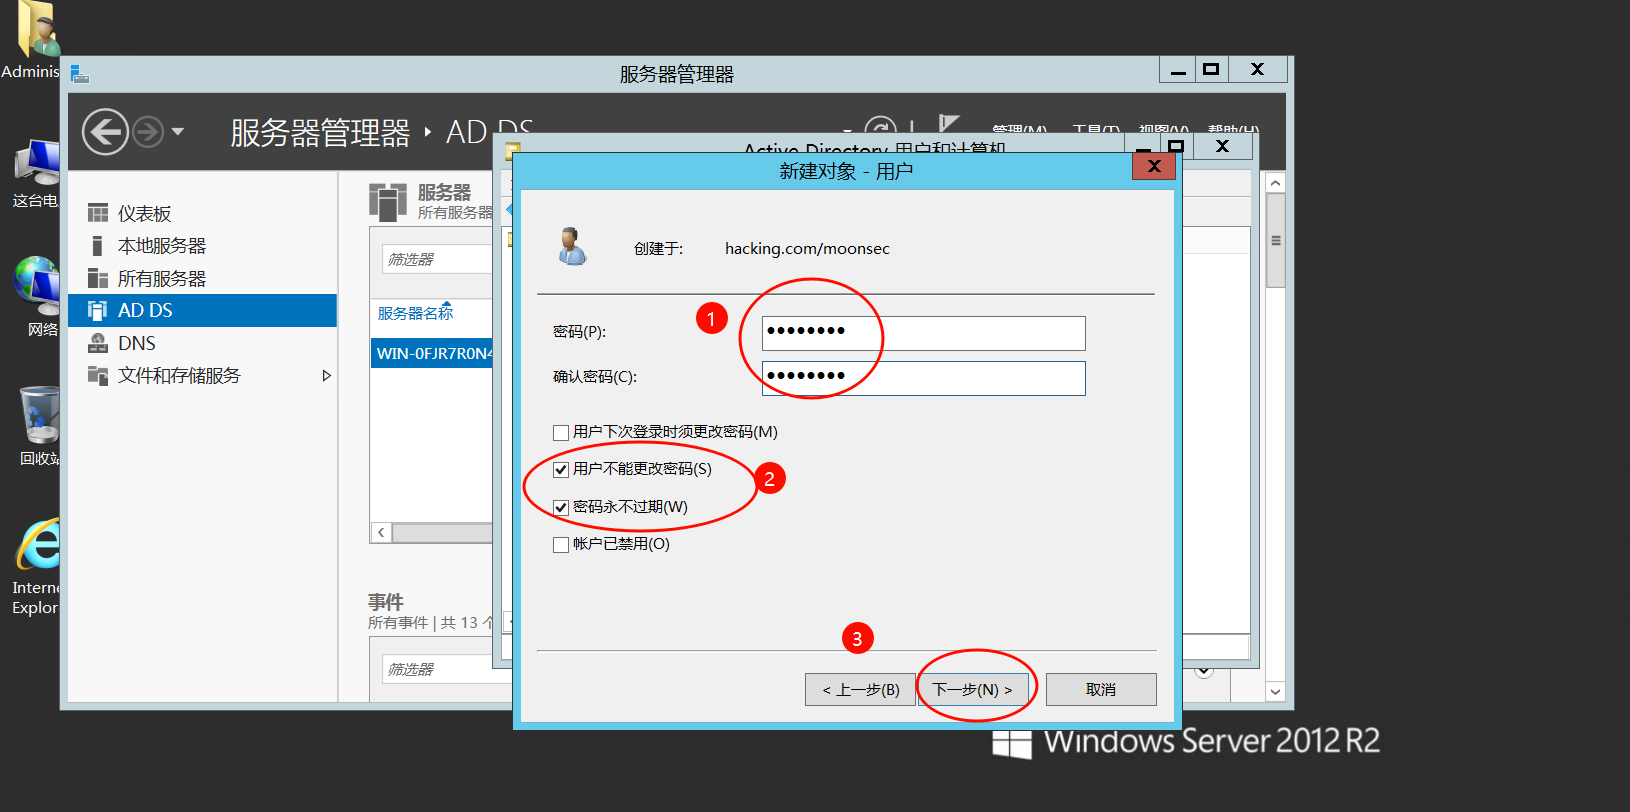 Adminis
这台电
网络
回收站
Interne
Explor
服务器管理器
服务器管理器 · AD DS
管理(M) 工具(T) 视图(V) 帮助(H)
仪表板
本地服务器
所有服务器
AD DS
DNS
文件和存储服务
服务器
所有服务器
筛选器
服务器名称
WIN-0FJR7R0N4
事件
所有事件 | 共 13 个
筛选器
Active Directory 用户和计算机
新建对象 - 用户
创建于: hacking.com/moonsec
密码(P): ●●●●●●●●
1
确认密码(C): ●●●●●●●●
用户下次登录时须更改密码(M)
用户不能更改密码(S)
2
密码永不过期(W)
帐户已禁用(O)
3
< 上一步(B) 下一步(N) > 取消
Windows Server 2012 R2